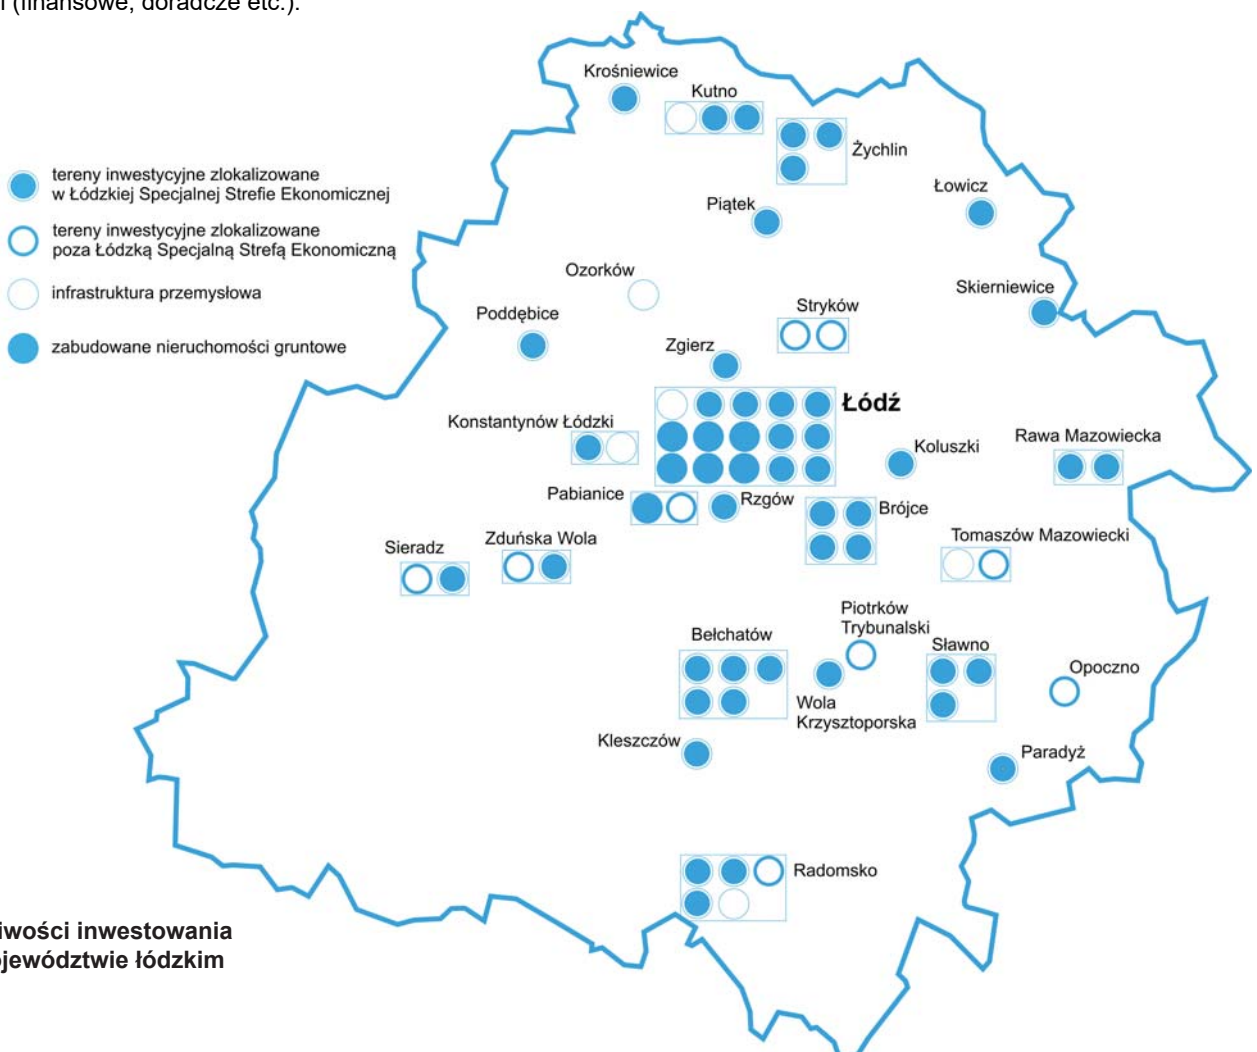 (finansowe, doradcze etc.).
Krośniewice
Kutno
Żychlin
tereny inwestycyjne zlokalizowane
w Łódzkiej Specjalnej Strefie Ekonomicznej
Łowicz
Piątek
tereny inwestycyjne zlokalizowane
poza Łódzką Specjalną Strefą Ekonomiczną
Ozorków
infrastruktura przemysłowa
Skierniewice
Stryków
Poddębice
zabudowane nieruchomości gruntowe
Zgierz
Łódź
Konstantynów Łódzki
Rawa Mazowiecka
Koluszki
Pabianice
Rzgów
Brójce
Tomaszów Mazowiecki
Zduńska Wola
Sieradz
Piotrków
Trybunalski
Bełchatów
Sławno
Opoczno
Wola
Krzysztoporska
Kleszczów
Paradyż
Radomsko
inwestowania
łódzkim